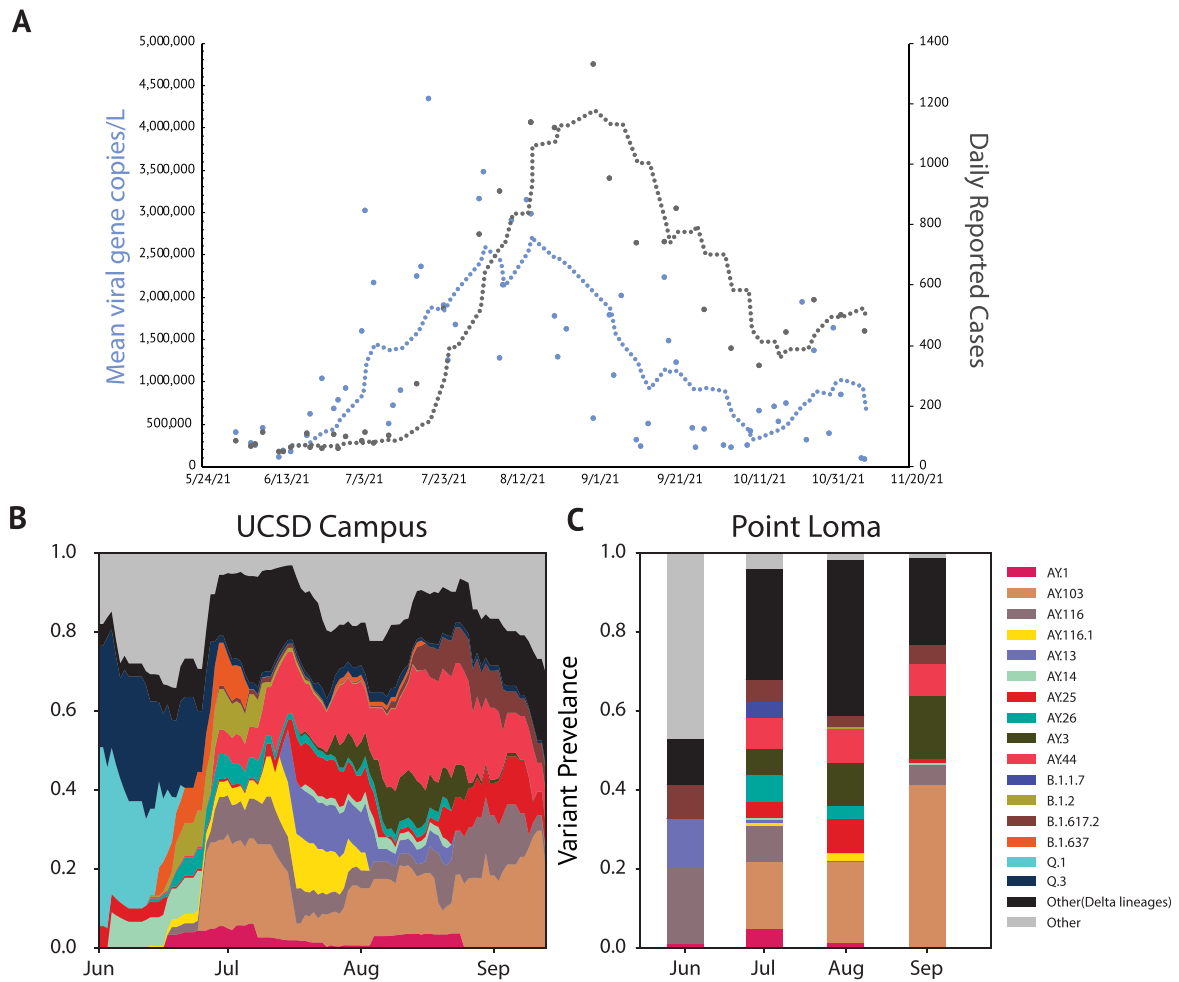 A
Mean viral gene copies/L
5,000,000
4,500,000
4,000,000
3,500,000
3,000,000
2,500,000
2,000,000
1,500,000
1,000,000
500,000
0
1400
1200
1000
800
600
400
200
0
Daily Reported Cases
5/24/21 6/13/21 7/3/21 7/23/21 8/12/21 9/1/21 9/21/21 10/11/21 10/31/21 11/20/21
B
UCSD Campus
1.0
0.8
0.6
0.4
0.2
0.0
Jun Jul Aug Sep
C
Point Loma
Variant Prevelance
1.0
0.8
0.6
0.4
0.2
0.0
Jun Jul Aug Sep
AY.1
AY.103
AY.116
AY.116.1
AY.13
AY.14
AY.25
AY.26
AY.3
AY.44
B.1.1.7
B.1.2
B.1.617.2
B.1.637
Q.1
Q.3
Other(Delta lineages)
Other